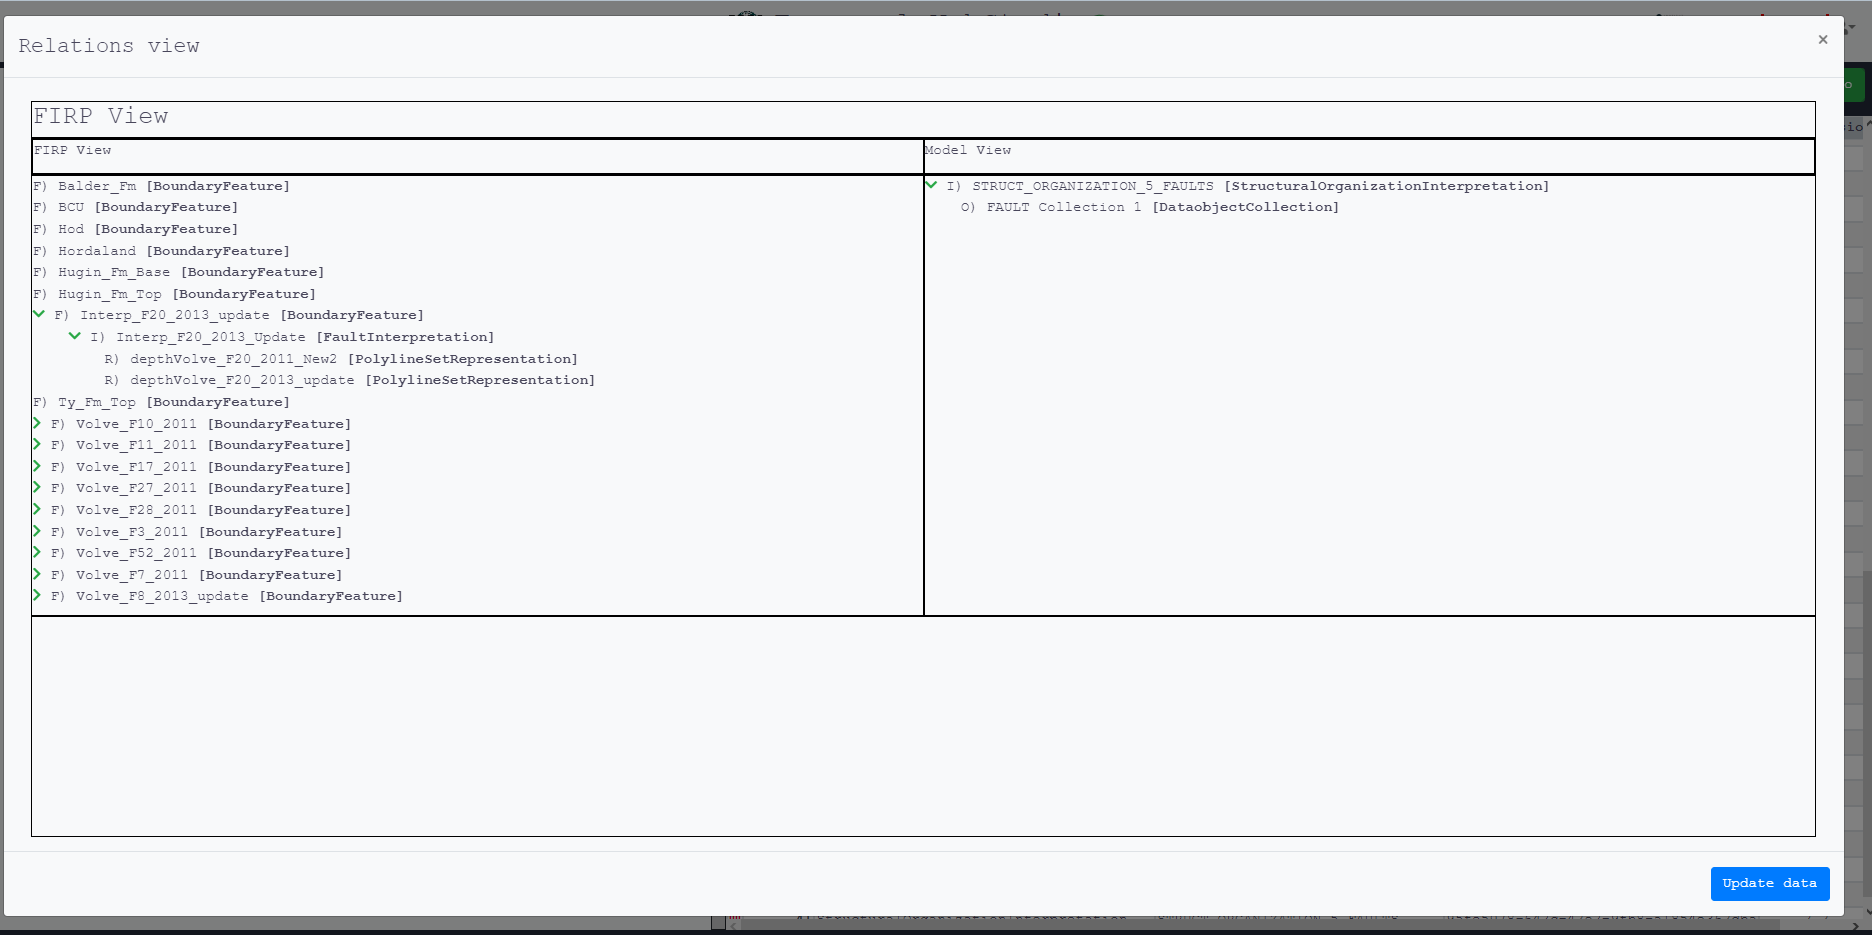 Relations view
×
FIRP View
FIRP View
Model View
F) Balder_Fm [BoundaryFeature]
F) BCU [BoundaryFeature]
F) Hod [BoundaryFeature]
F) Hordaland [BoundaryFeature]
F) Hugin_Fm_Base [BoundaryFeature]
F) Hugin_Fm_Top [BoundaryFeature]
F) Interp_F20_2013_update [BoundaryFeature]
I) Interp_F20_2013_Update [FaultInterpretation]
R) depthVolve_F20_2011_New2 [PolylineSetRepresentation]
R) depthVolve_F20_2013_update [PolylineSetRepresentation]
F) Ty_Fm_Top [BoundaryFeature]
F) Volve_F10_2011 [BoundaryFeature]
F) Volve_F11_2011 [BoundaryFeature]
F) Volve_F17_2011 [BoundaryFeature]
F) Volve_F27_2011 [BoundaryFeature]
F) Volve_F28_2011 [BoundaryFeature]
F) Volve_F3_2011 [BoundaryFeature]
F) Volve_F52_2011 [BoundaryFeature]
F) Volve_F7_2011 [BoundaryFeature]
F) Volve_F8_2013_update [BoundaryFeature]
I) STRUCT_ORGANIZATION_5_FAULTS [StructuralOrganizationInterpretation]
O) FAULT Collection 1 [DataobjectCollection]
Update data